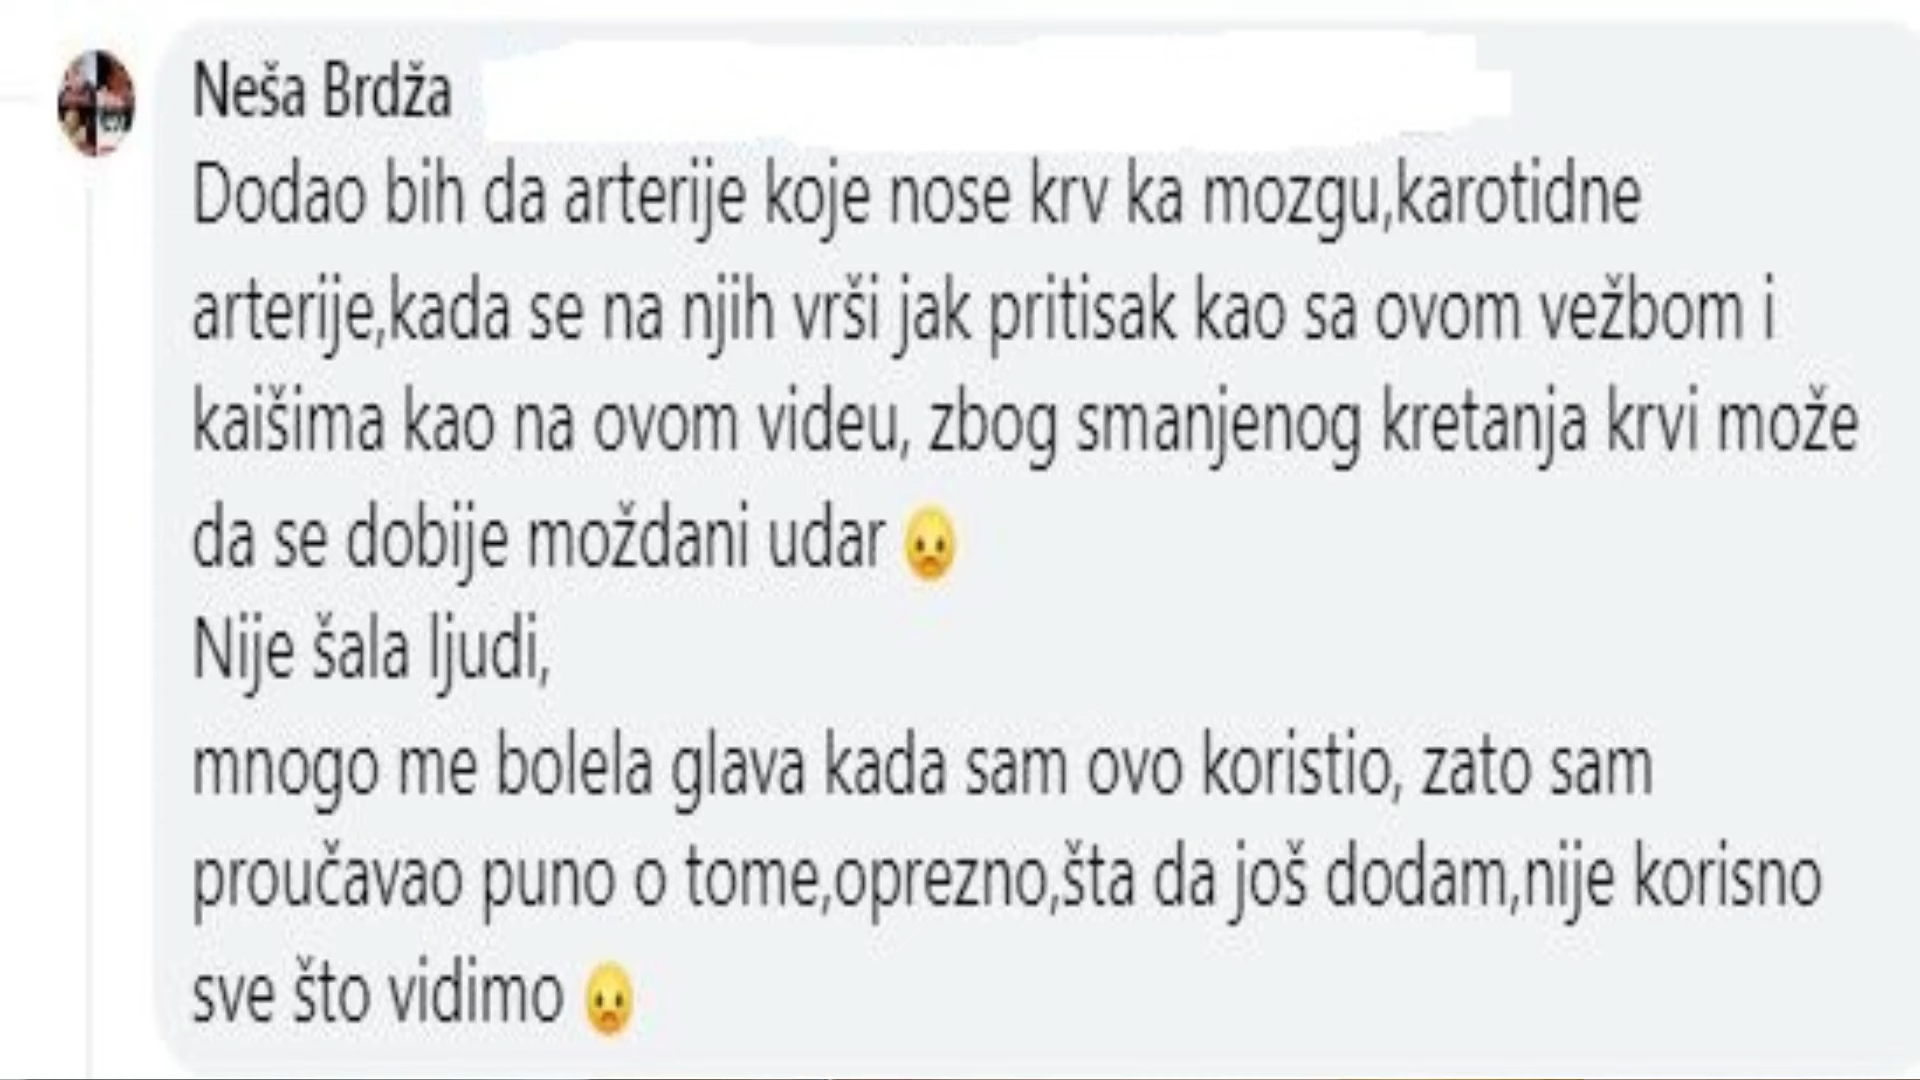 Neša Brdža
Dodao bih da arterije koje nose krv ka mozgu,karotidne
arterije,kada se na njih vrši jak pritisak kao sa ovom vežbom i
kaišima kao na ovom videu, zbog smanjenog kretanja krvi može
da se dobije moždani udar 😞
Nije šala ljudi,
mnogo me bolela glava kada sam ovo koristio, zato sam
proučavao puno o tome,oprezno,šta da još dodam,nije korisno
sve što vidimo 😞